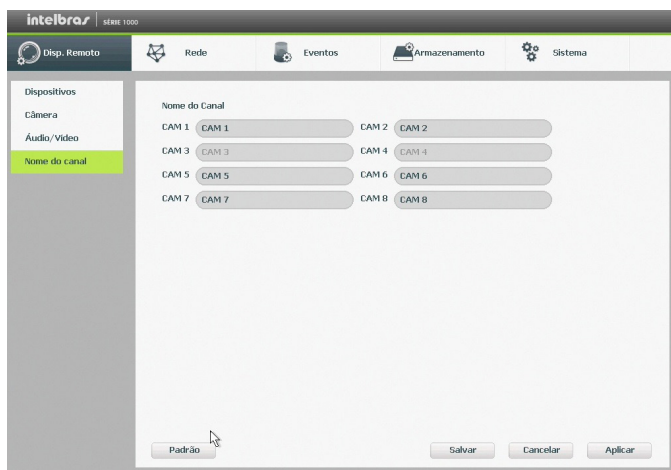 intelbras SÉRIE 1000
Disp. Remoto Rede Eventos Armazenamento Sistema
Dispositivos
Câmera
Áudio/Video
Nome do canal
Nome do Canal
CAM 1 CAM 1 CAM 2 CAM 2
CAM 3 CAM 3 CAM 4 CAM 4
CAM 5 CAM 5 CAM 6 CAM 6
CAM 7 CAM 7 CAM 8 CAM 8
Padrão Salvar Cancelar Aplicar